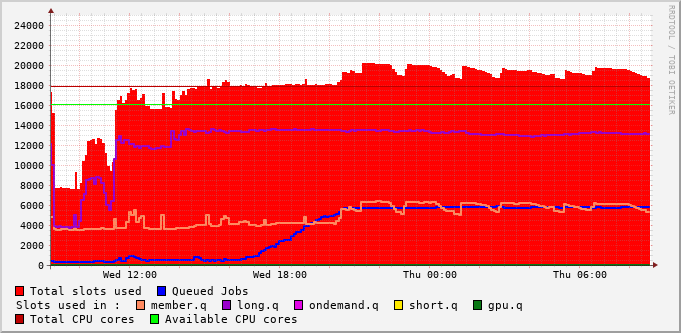 RRDTOOL / TOBI OETIKER
24000
22000
20000
18000
16000
14000
12000
10000
8000
6000
4000
2000
0
Wed 12:00 Wed 18:00 Thu 00:00 Thu 06:00
Total slots used Queued Jobs
Slots used in : member.q long.q ondemand.q short.q gpu.q
Total CPU cores Available CPU cores